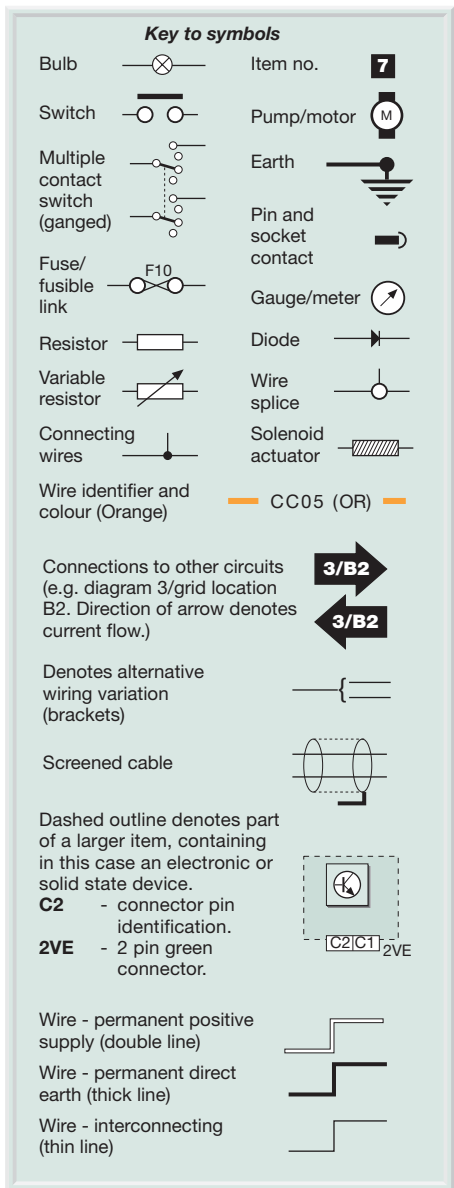 Key to symbols
Bulb
Switch
Multiple
contact
switch
(ganged)
Fuse/
fusible
link
F10
Resistor
Variable
resistor
Connecting
wires
Item no.
7
Pump/motor
M
Earth
Pin and
socket
contact
Gauge/meter
Diode
Wire
splice
Solenoid
actuator
Wire identifier and
colour (Orange)
CC05 (OR)
Connections to other circuits
(e.g. diagram 3/grid location
B2. Direction of arrow denotes
current flow.)
3/B2
3/B2
Denotes alternative
wiring variation
(brackets)
Screened cable
Dashed outline denotes part
of a larger item, containing
in this case an electronic or
solid state device.
C2 - connector pin
identification.
2VE - 2 pin green
connector.
C2 C1 2VE
Wire - permanent positive
supply (double line)
Wire - permanent direct
earth (thick line)
Wire - interconnecting
(thin line)